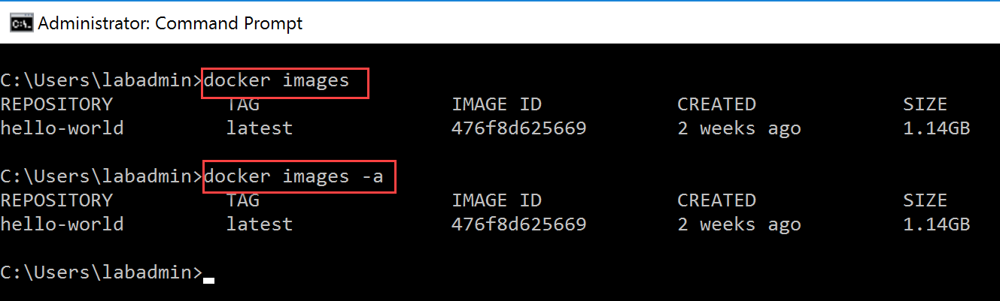 Administrator: Command Prompt
C:\Users\labadmin>docker images
REPOSITORY TAG IMAGE ID CREATED SIZE
hello-world latest 476f8d625669 2 weeks ago 1.14GB
C:\Users\labadmin>docker images -a
REPOSITORY TAG IMAGE ID CREATED SIZE
hello-world latest 476f8d625669 2 weeks ago 1.14GB
C:\Users\labadmin>